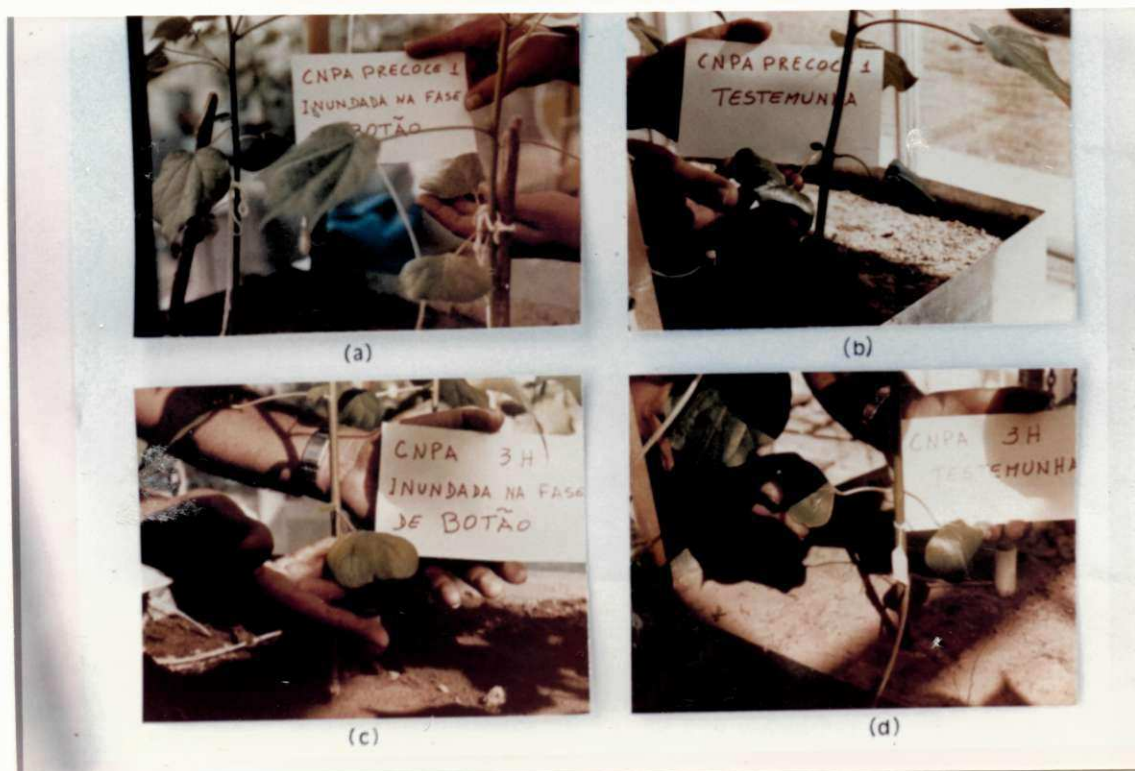 CNPA PRECOCE 1
INUNDADA NA FASE
BOTÃO
(a)
CNPA PRECOCE 1
TESTEMUNHA
(b)
CNPA 3H
INUNDADA NA FASE
DE BOTÃO
(c)
CNPA 3H
TESTEMUNHA
(d)